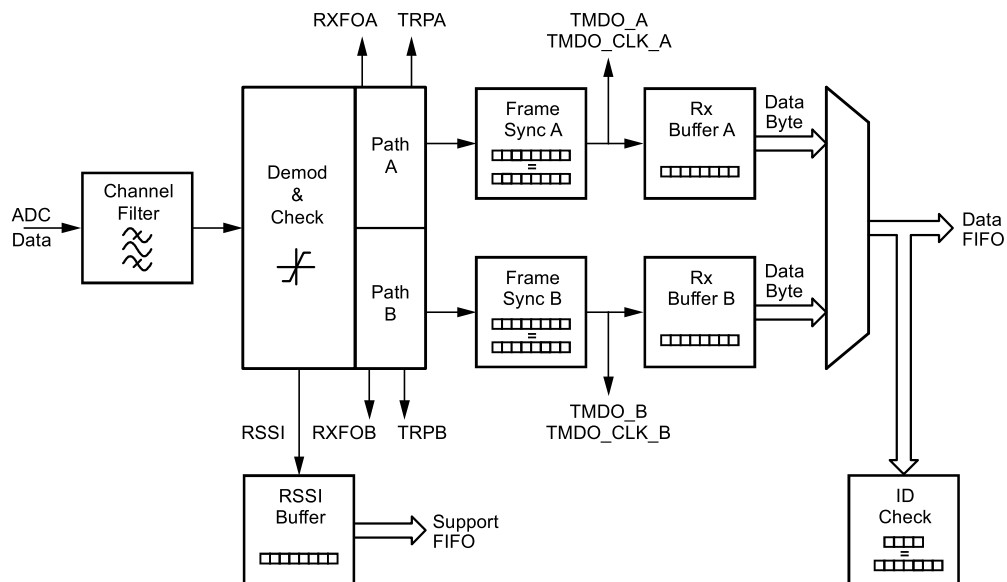 RXFOA
TRPA
TMDO_A
TMDO_CLK_A
ADC
Data
Channel
Filter
Demod
&
Check
Path
A
Path
B
Frame
Sync A
=
Rx
Buffer A
Data
Byte
Frame
Sync B
=
Rx
Buffer B
Data
Byte
Data
FIFO
RSSI
RXFOB
TRPB
TMDO_B
TMDO_CLK_B
RSSI
Buffer
Support
FIFO
ID
Check
=